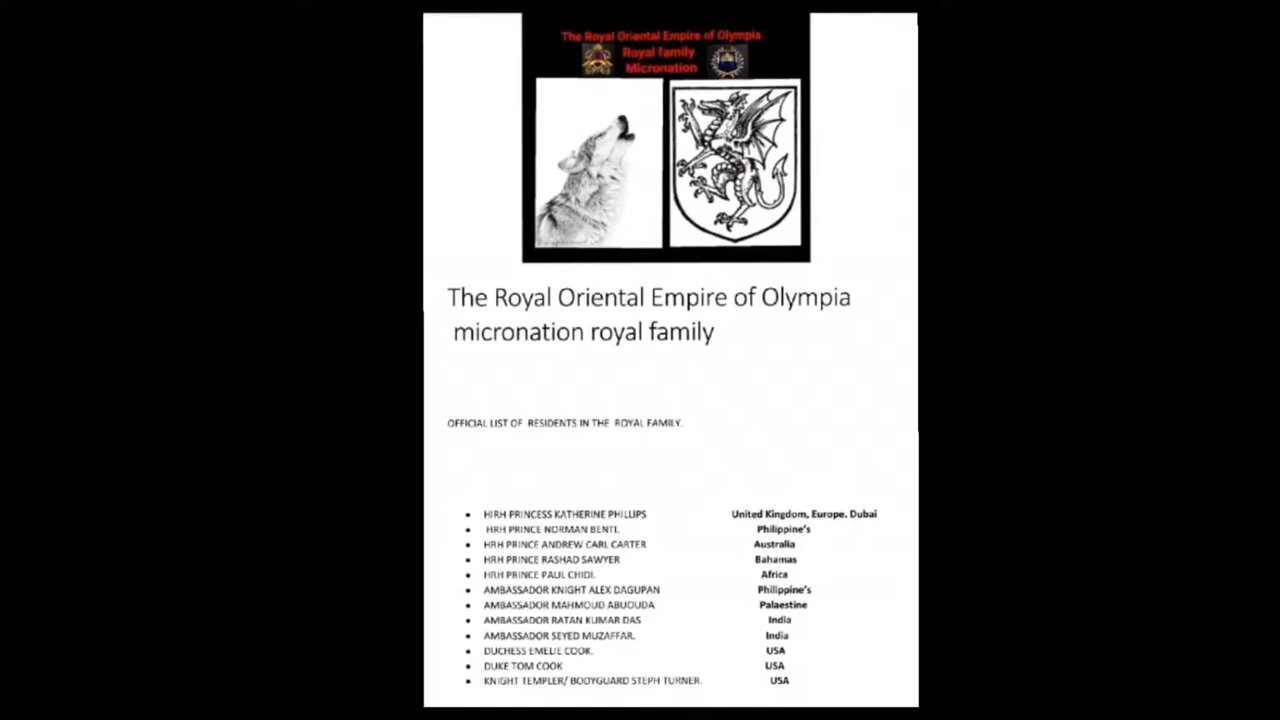 The Royal Oriental Empire of Olympia
Royal family
Micronation
The Royal Oriental Empire of Olympia
micronation royal family
OFFICIAL LIST OF RESIDENTS IN THE ROYAL FAMILY.
• HIRH PRINCESS KATHERINE PHILLIPS United Kingdom, Europe. Dubai
• HRH PRINCE NORMAN BENTI. Philippine's
• HRH PRINCE ANDREW CARL CARTER Australia
• HRH PRINCE RASHAD SAWYER Bahamas
• HRH PRINCE PAUL CHIDI. Africa
• AMBASSADOR KNIGHT ALEX DAGUPAN Philippine's
• AMBASSADOR MAHMOUD ABUOUDA Palaestine
• AMBASSADOR RATAN KUMAR DAS India
• AMBASSADOR SEYED MUZAFFAR. India
• DUCHESS EMELIE COOK. USA
• DUKE TOM COOK USA
• KNIGHT TEMPLER/ BODYGUARD STEPH TURNER. USA